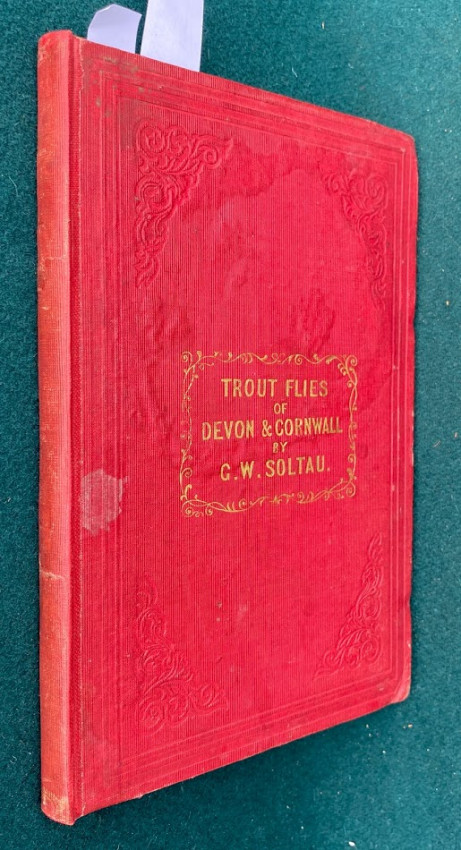 TROUT FLIES
OF
DEVON & CORNWALL
BY
G. W. SOLTAU.